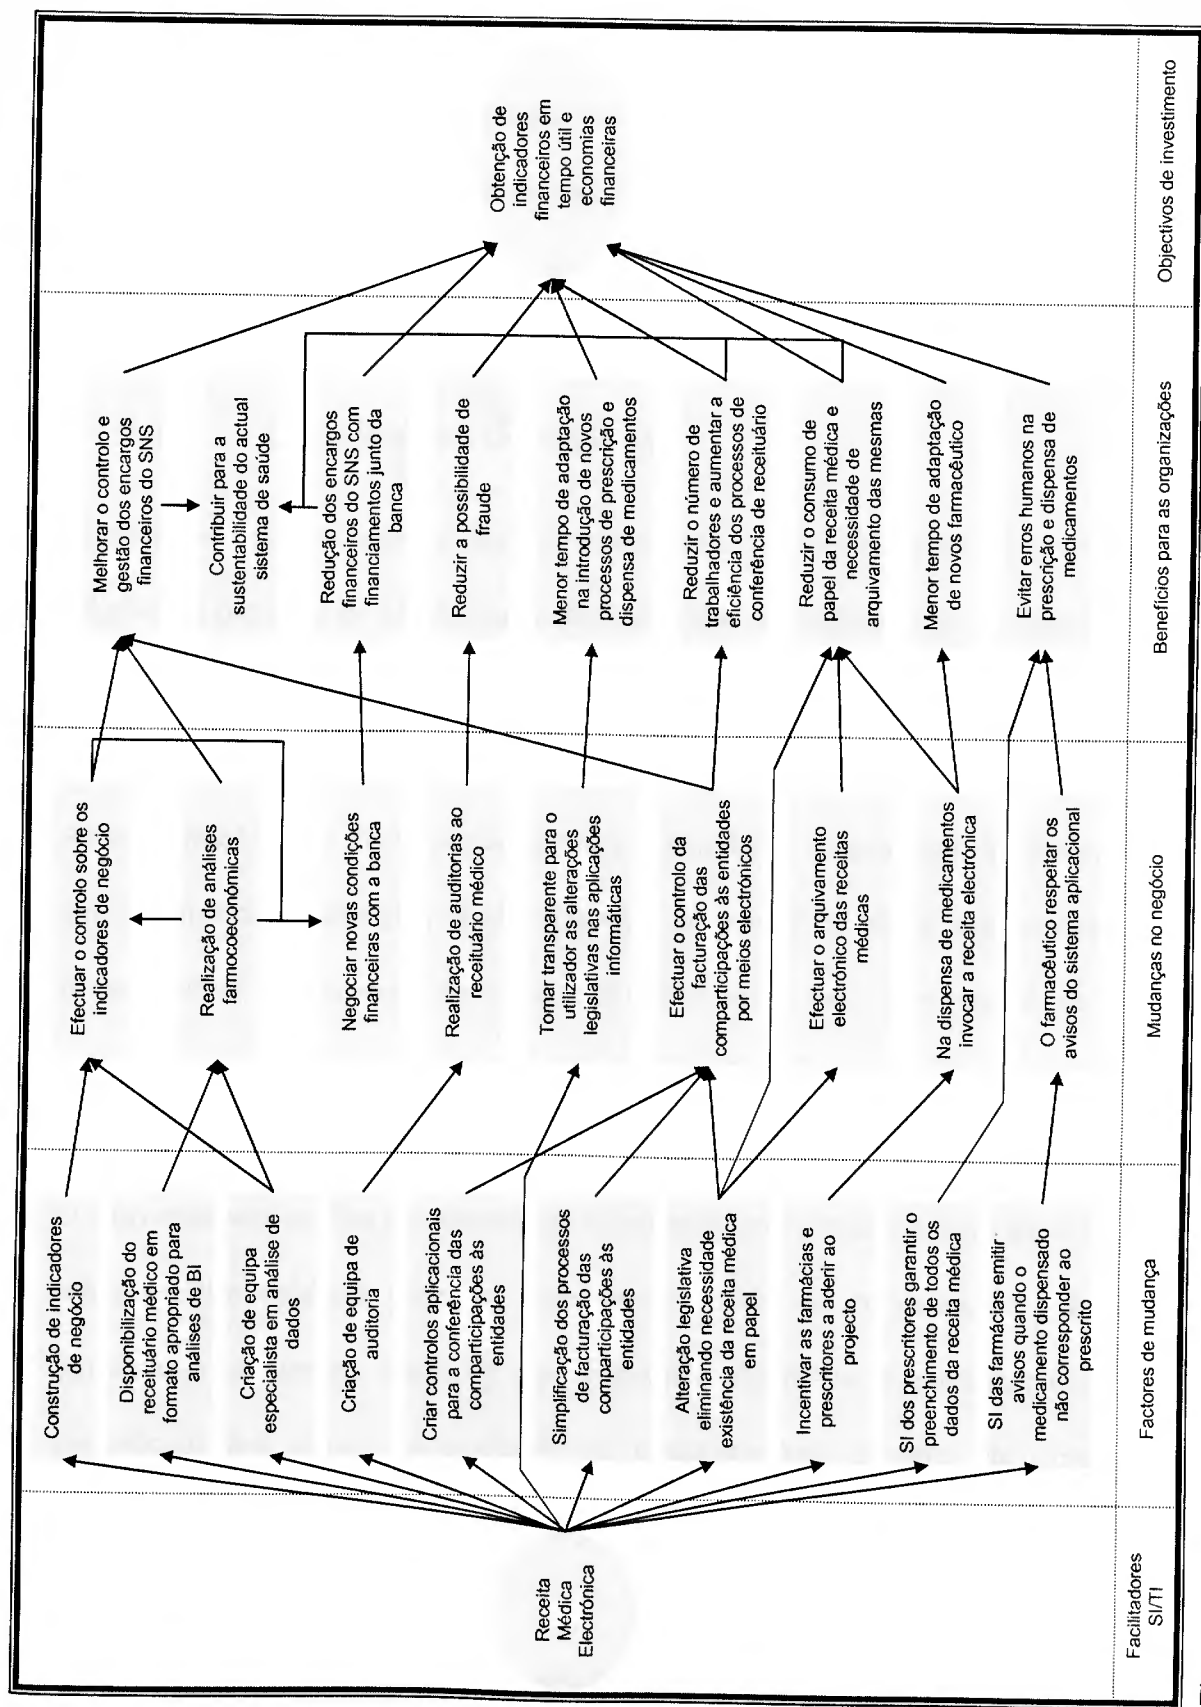 Receita
Médica
Electrónica
Facilitadores
SI/TI
Construção de indicadores
de negócio
Disponibilização do
receituário médico em
formato apropriado para
análises de BI
Criação de equipa
especialista em análise de
dados
Criação de equipa de
auditoria
Criar controlos aplicacionais
para a conferência das
comparticipações às
entidades
Simplificação dos processos
de facturação das
comparticipações às
entidades
Alteração legislativa
eliminando necessidade
existência da receita médica
em papel
Incentivar as farmácias e
prescritores a aderir ao
projecto
SI dos prescritores garantir o
preenchimento de todos os
dados da receita médica
SI das farmácias emitir
avisos quando o
medicamento dispensado
não corresponder ao
prescrito
Factores de mudança
Efectuar o controlo sobre os
indicadores de negócio
Realização de análises
farmocoeconómicas
Negociar novas condições
financeiras com a banca
Realização de auditorias ao
receituário médico
Tornar transparente para o
utilizador as alterações
legislativas nas aplicações
informáticas
Efectuar o controlo da
facturação das
comparticipações às entidades
por meios electrónicos
Efectuar o arquivamento
electrónico das receitas
médicas
Na dispensa de medicamentos
invocar a receita electrónica
O farmacêutico respeitar os
avisos do sistema aplicacional
Mudanças no negócio
Melhorar o controlo e
gestão dos encargos
financeiros do SNS
Contribuir para a
sustentabilidade do actual
sistema de saúde
Redução dos encargos
financeiros do SNS com
financiamentos junto da
banca
Reduzir a possibilidade de
fraude
Menor tempo de adaptação
na introdução de novos
processos de prescrição e
dispensa de medicamentos
Reduzir o número de
trabalhadores e aumentar a
eficiência dos processos de
conferência de receituário
Reduzir o consumo de
papel da receita médica e
necessidade de
arquivamento das mesmas
Menor tempo de adaptação
de novos farmacêutico
Evitar erros humanos na
prescrição e dispensa de
medicamentos
Benefícios para as organizações
Obtenção de
indicadores
financeiros em
tempo útil e
economias
financeiras
Objectivos de investimento